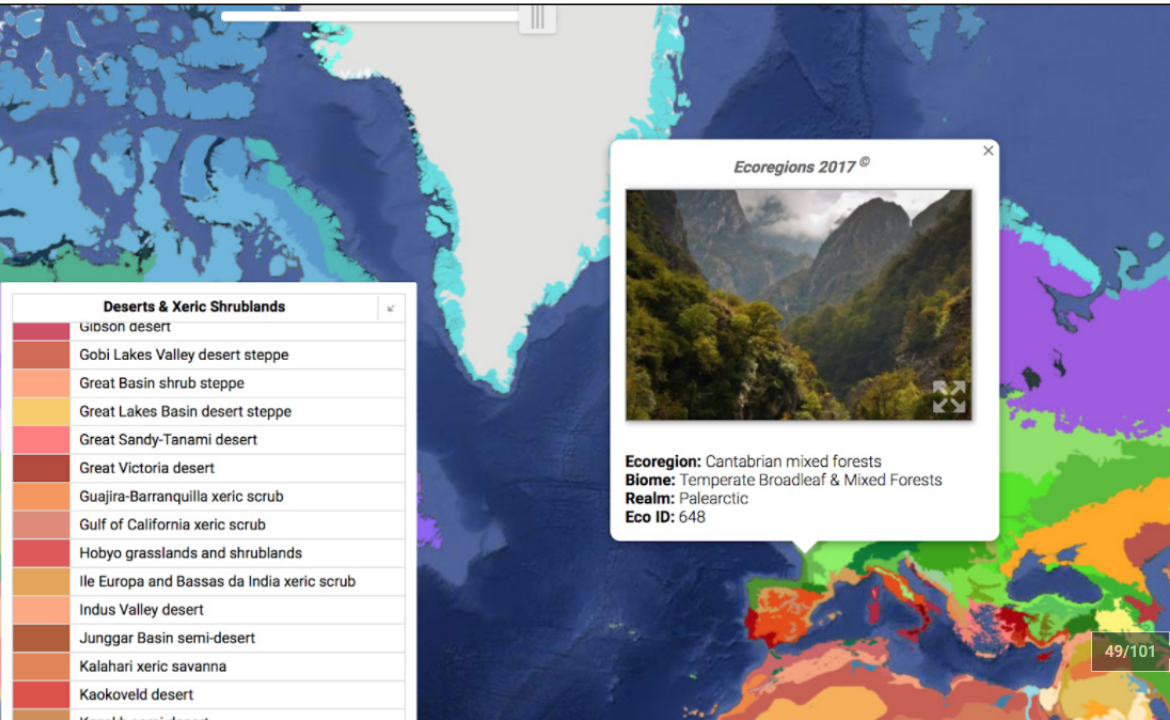 Ecoregions 2017 ©
Ecoregion: Cantabrian mixed forests
Biome: Temperate Broadleaf & Mixed Forests
Realm: Palearctic
Eco ID: 648
Deserts & Xeric Shrublands
Gibson desert
Gobi Lakes Valley desert steppe
Great Basin shrub steppe
Great Lakes Basin desert steppe
Great Sandy-Tanami desert
Great Victoria desert
Guajira-Barranquilla xeric scrub
Gulf of California xeric scrub
Hobyo grasslands and shrublands
Ile Europa and Bassas da India xeric scrub
Indus Valley desert
Junggar Basin semi-desert
Kalahari xeric savanna
Kaokoveld desert
49/101